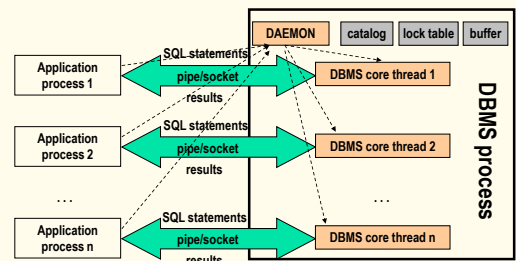 DAEMON
catalog
lock table
buffer
SQL statements
Application
process 1
pipe/socket
DBMS core thread 1
results
SQL statements
Application
process 2
pipe/socket
DBMS core thread 2
results
DBMS process
...
...
SQL statements
Application
process n
pipe/socket
DBMS core thread n
results